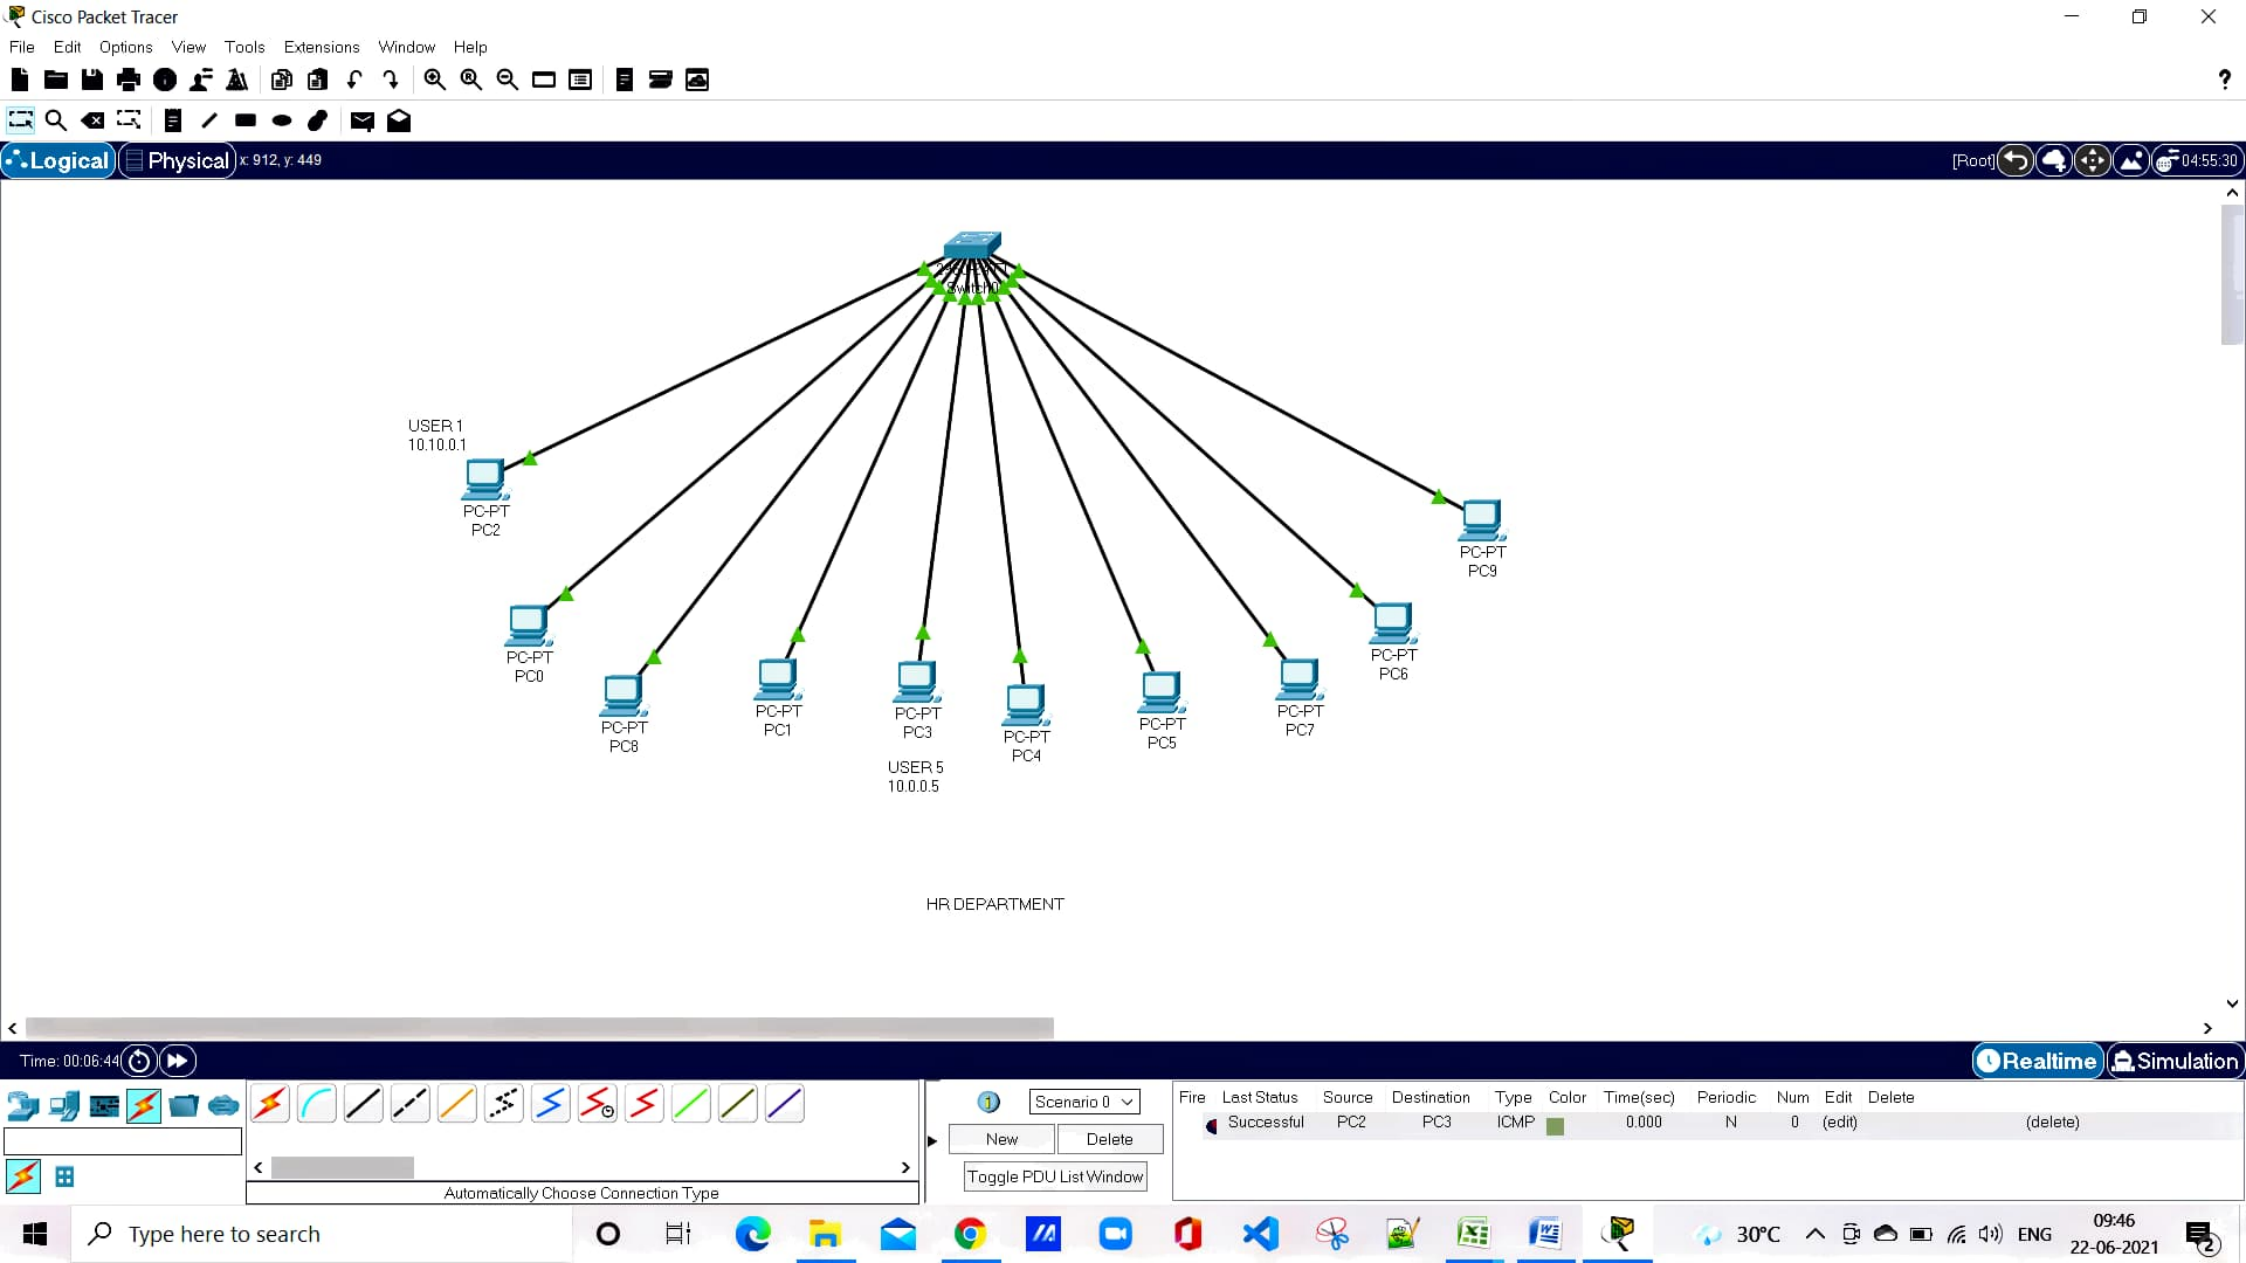 Cisco Packet Tracer
File Edit Options View Tools Extensions Window Help
?
Logical Physical x: 912, y: 449 [Root] 04:55:30
Switch0
USER 1
10.10.0.1
PC-PT
PC2
PC-PT
PC9
PC-PT
PC0
PC-PT
PC6
PC-PT
PC8
PC-PT
PC1
PC-PT
PC3
PC-PT
PC4
PC-PT
PC5
PC-PT
PC7
USER 5
10.0.0.5
HR DEPARTMENT
Time: 00:06:44 Realtime Simulation
Scenario 0
New Delete
Toggle PDU List Window
Fire Last Status Source Destination Type Color Time(sec) Periodic Num Edit Delete
Successful PC2 PC3 ICMP 0.000 N 0 (edit) (delete)
Automatically Choose Connection Type
Type here to search
30°C ENG
09:46
22-06-2021
2